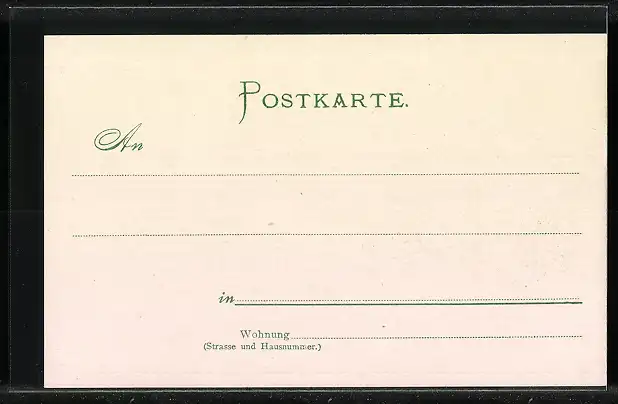 POSTKARTE.
An
in
Wohnung
(Strasse und Hausnummer.)